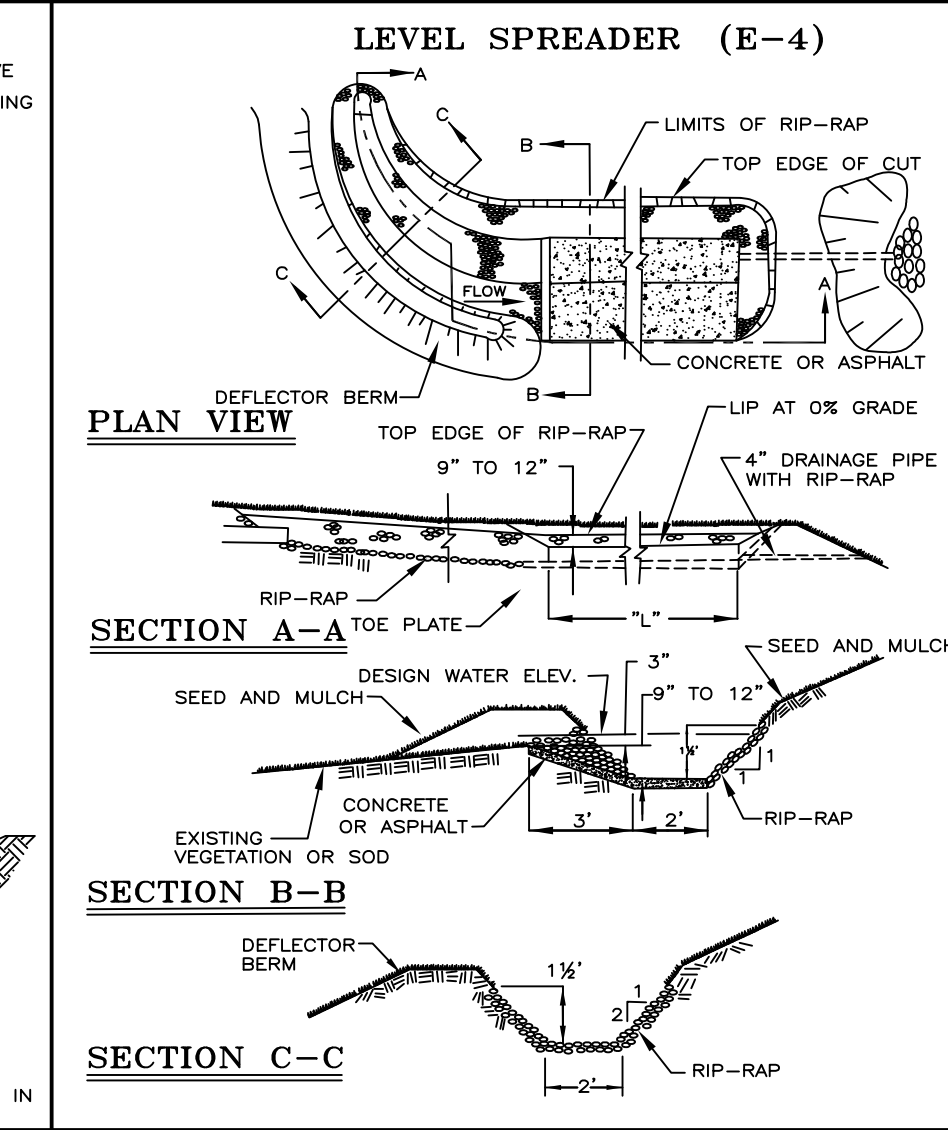 VE
ING
IN
LEVEL SPREADER (E-4)
A
C
B
LIMITS OF RIP-RAP
TOP EDGE OF CUT
C
FLOW
A
CONCRETE OR ASPHALT
DEFLECTOR BERM
B
PLAN VIEW
LIP AT 0% GRADE
TOP EDGE OF RIP-RAP
9" TO 12"
4" DRAINAGE PIPE
WITH RIP-RAP
RIP-RAP
TOE PLATE
"L"
SECTION A-A
SEED AND MULCH
3"
DESIGN WATER ELEV.
9" TO 12"
SEED AND MULCH
1½'
1
1
CONCRETE
OR ASPHALT
3'
2'
RIP-RAP
EXISTING
VEGETATION OR SOD
SECTION B-B
DEFLECTOR
BERM
1½'
1
2
RIP-RAP
2'
SECTION C-C